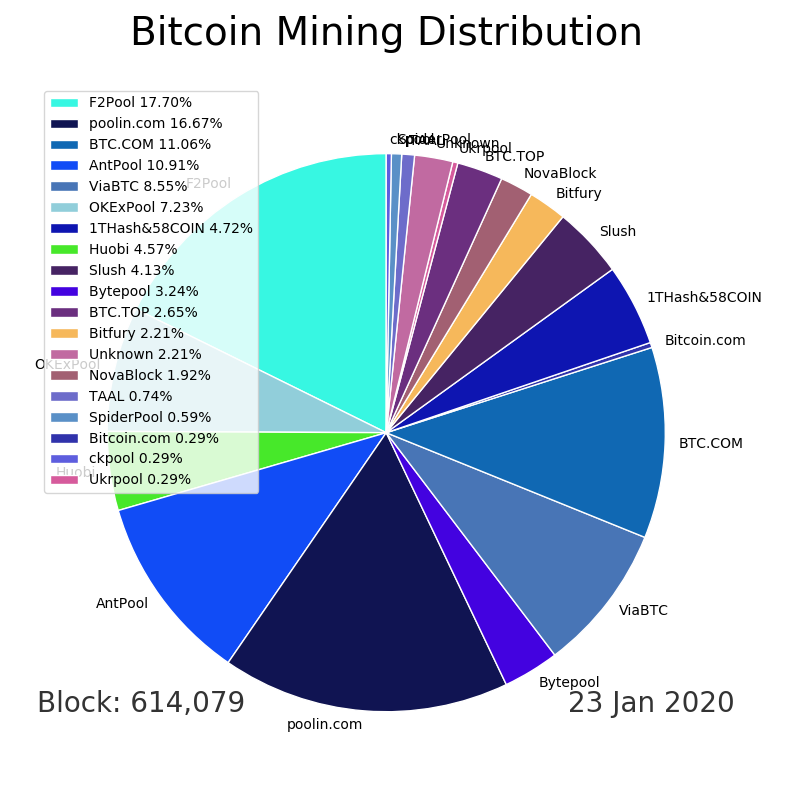 Bitcoin Mining Distribution
F2Pool 17.70%
poolin.com 16.67%
BTC.COM 11.06%
AntPool 10.91%
ViaBTC 8.55%
OKExPool 7.23%
1THash&58COIN 4.72%
Huobi 4.57%
Slush 4.13%
Bytepool 3.24%
BTC.TOP 2.65%
Bitfury 2.21%
Unknown 2.21%
NovaBlock 1.92%
TAAL 0.74%
SpiderPool 0.59%
Bitcoin.com 0.29%
ckpool 0.29%
Ukrpool 0.29%
F2Pool
OKExPool
Huobi
AntPool
poolin.com
Bytepool
ViaBTC
BTC.COM
Bitcoin.com
1THash&58COIN
Slush
Bitfury
NovaBlock
BTC.TOP
Ukrpool
Unknown
TAAL
SpiderPool
ckpool
Block: 614,079
23 Jan 2020